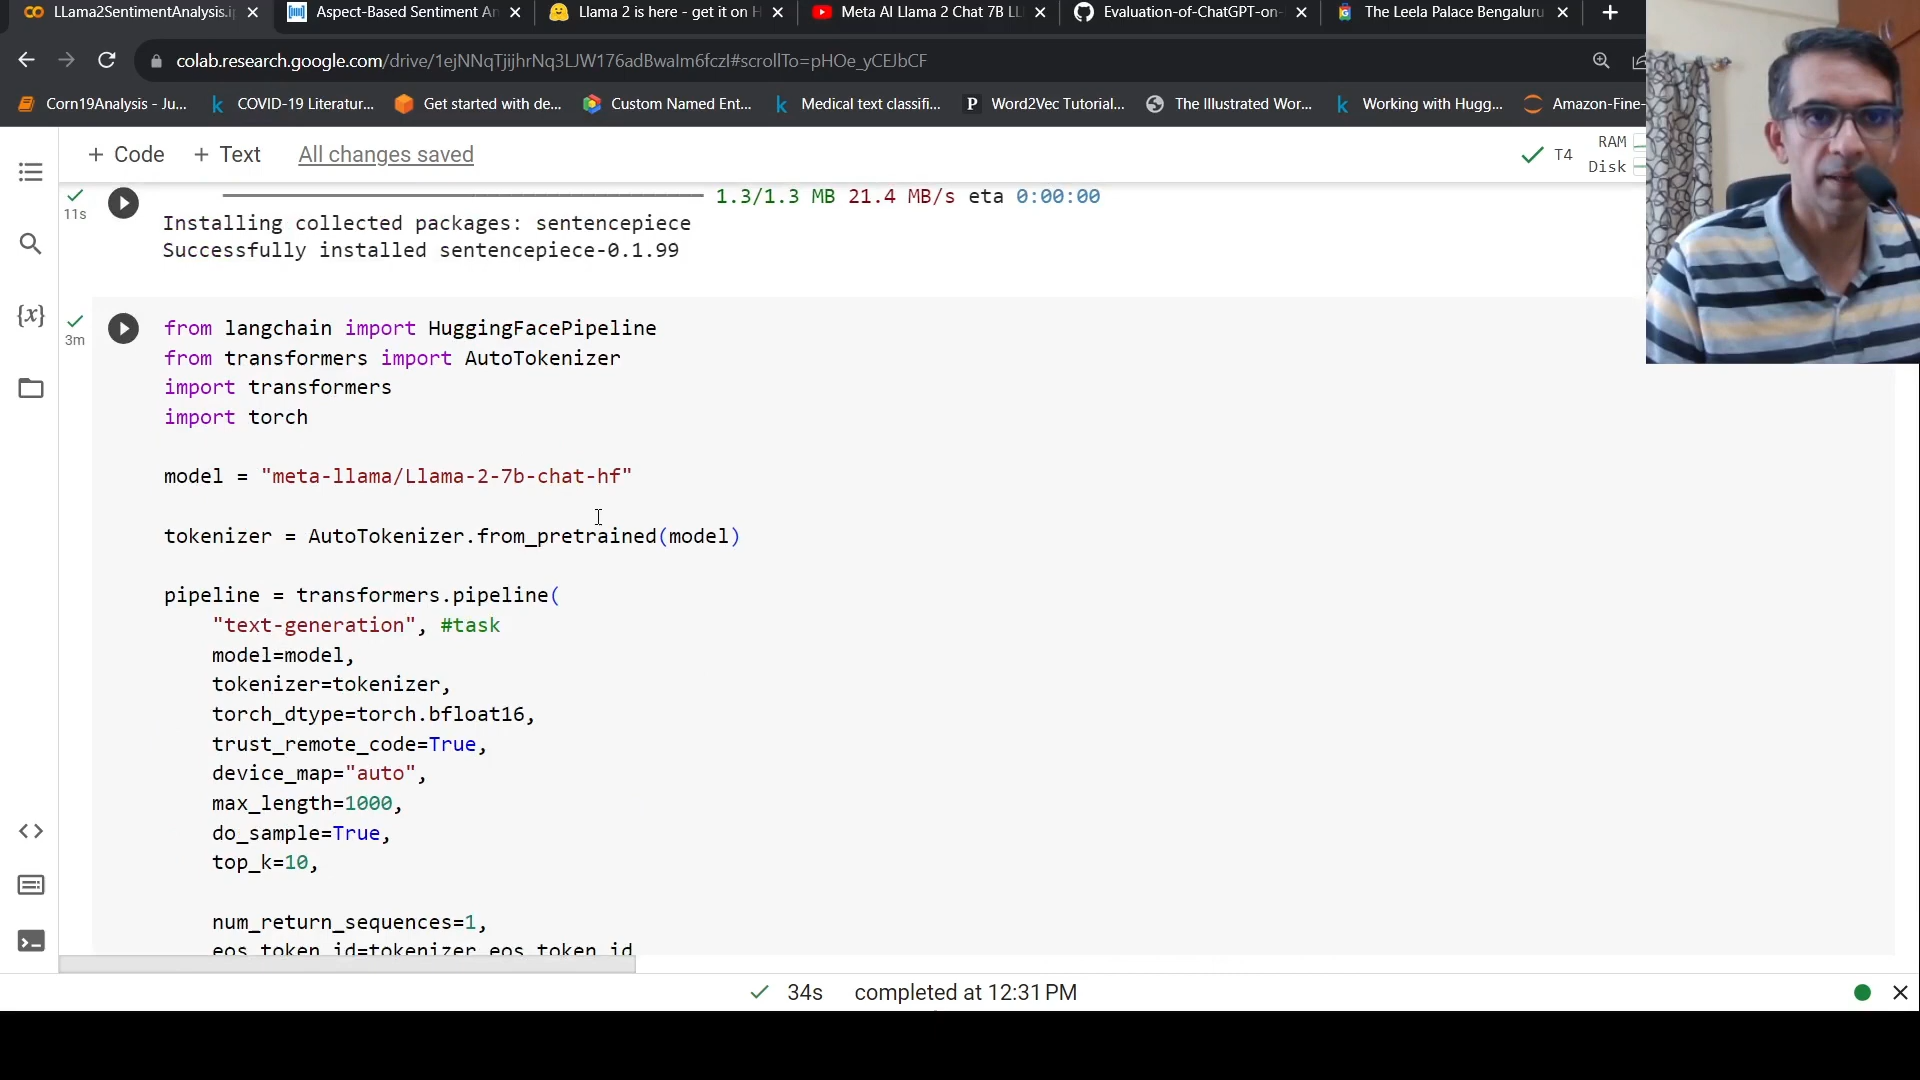 LLama2SentimentAnalysis.i
Aspect-Based Sentiment An
Llama 2 is here - get it on H
Meta AI Llama 2 Chat 7B LL
Evaluation-of-ChatGPT-on-
The Leela Palace Bengaluru
colab.research.google.com/drive/1ejNNqTjijhrNq3LJW176adBwaIm6fczI#scrollTo=pHOe_yCEJbCF
Corn19Analysis - Ju...
COVID-19 Literatur...
Get started with de...
Custom Named Ent...
Medical text classifi...
Word2Vec Tutorial...
The Illustrated Wor...
Working with Hugg...
Amazon-Fine-
+ Code
+ Text
All changes saved
T4
RAM
Disk
11s
1.3/1.3 MB 21.4 MB/s eta 0:00:00
Installing collected packages: sentencepiece
Successfully installed sentencepiece-0.1.99
3m
from langchain import HuggingFacePipeline
from transformers import AutoTokenizer
import transformers
import torch
model = "meta-llama/Llama-2-7b-chat-hf"
tokenizer = AutoTokenizer.from_pretrained(model)
pipeline = transformers.pipeline(
"text-generation", #task
model=model,
tokenizer=tokenizer,
torch_dtype=torch.bfloat16,
trust_remote_code=True,
device_map="auto",
max_length=1000,
do_sample=True,
top_k=10,
num_return_sequences=1,
eos_token_id=tokenizer.eos_token_id
34s completed at 12:31 PM